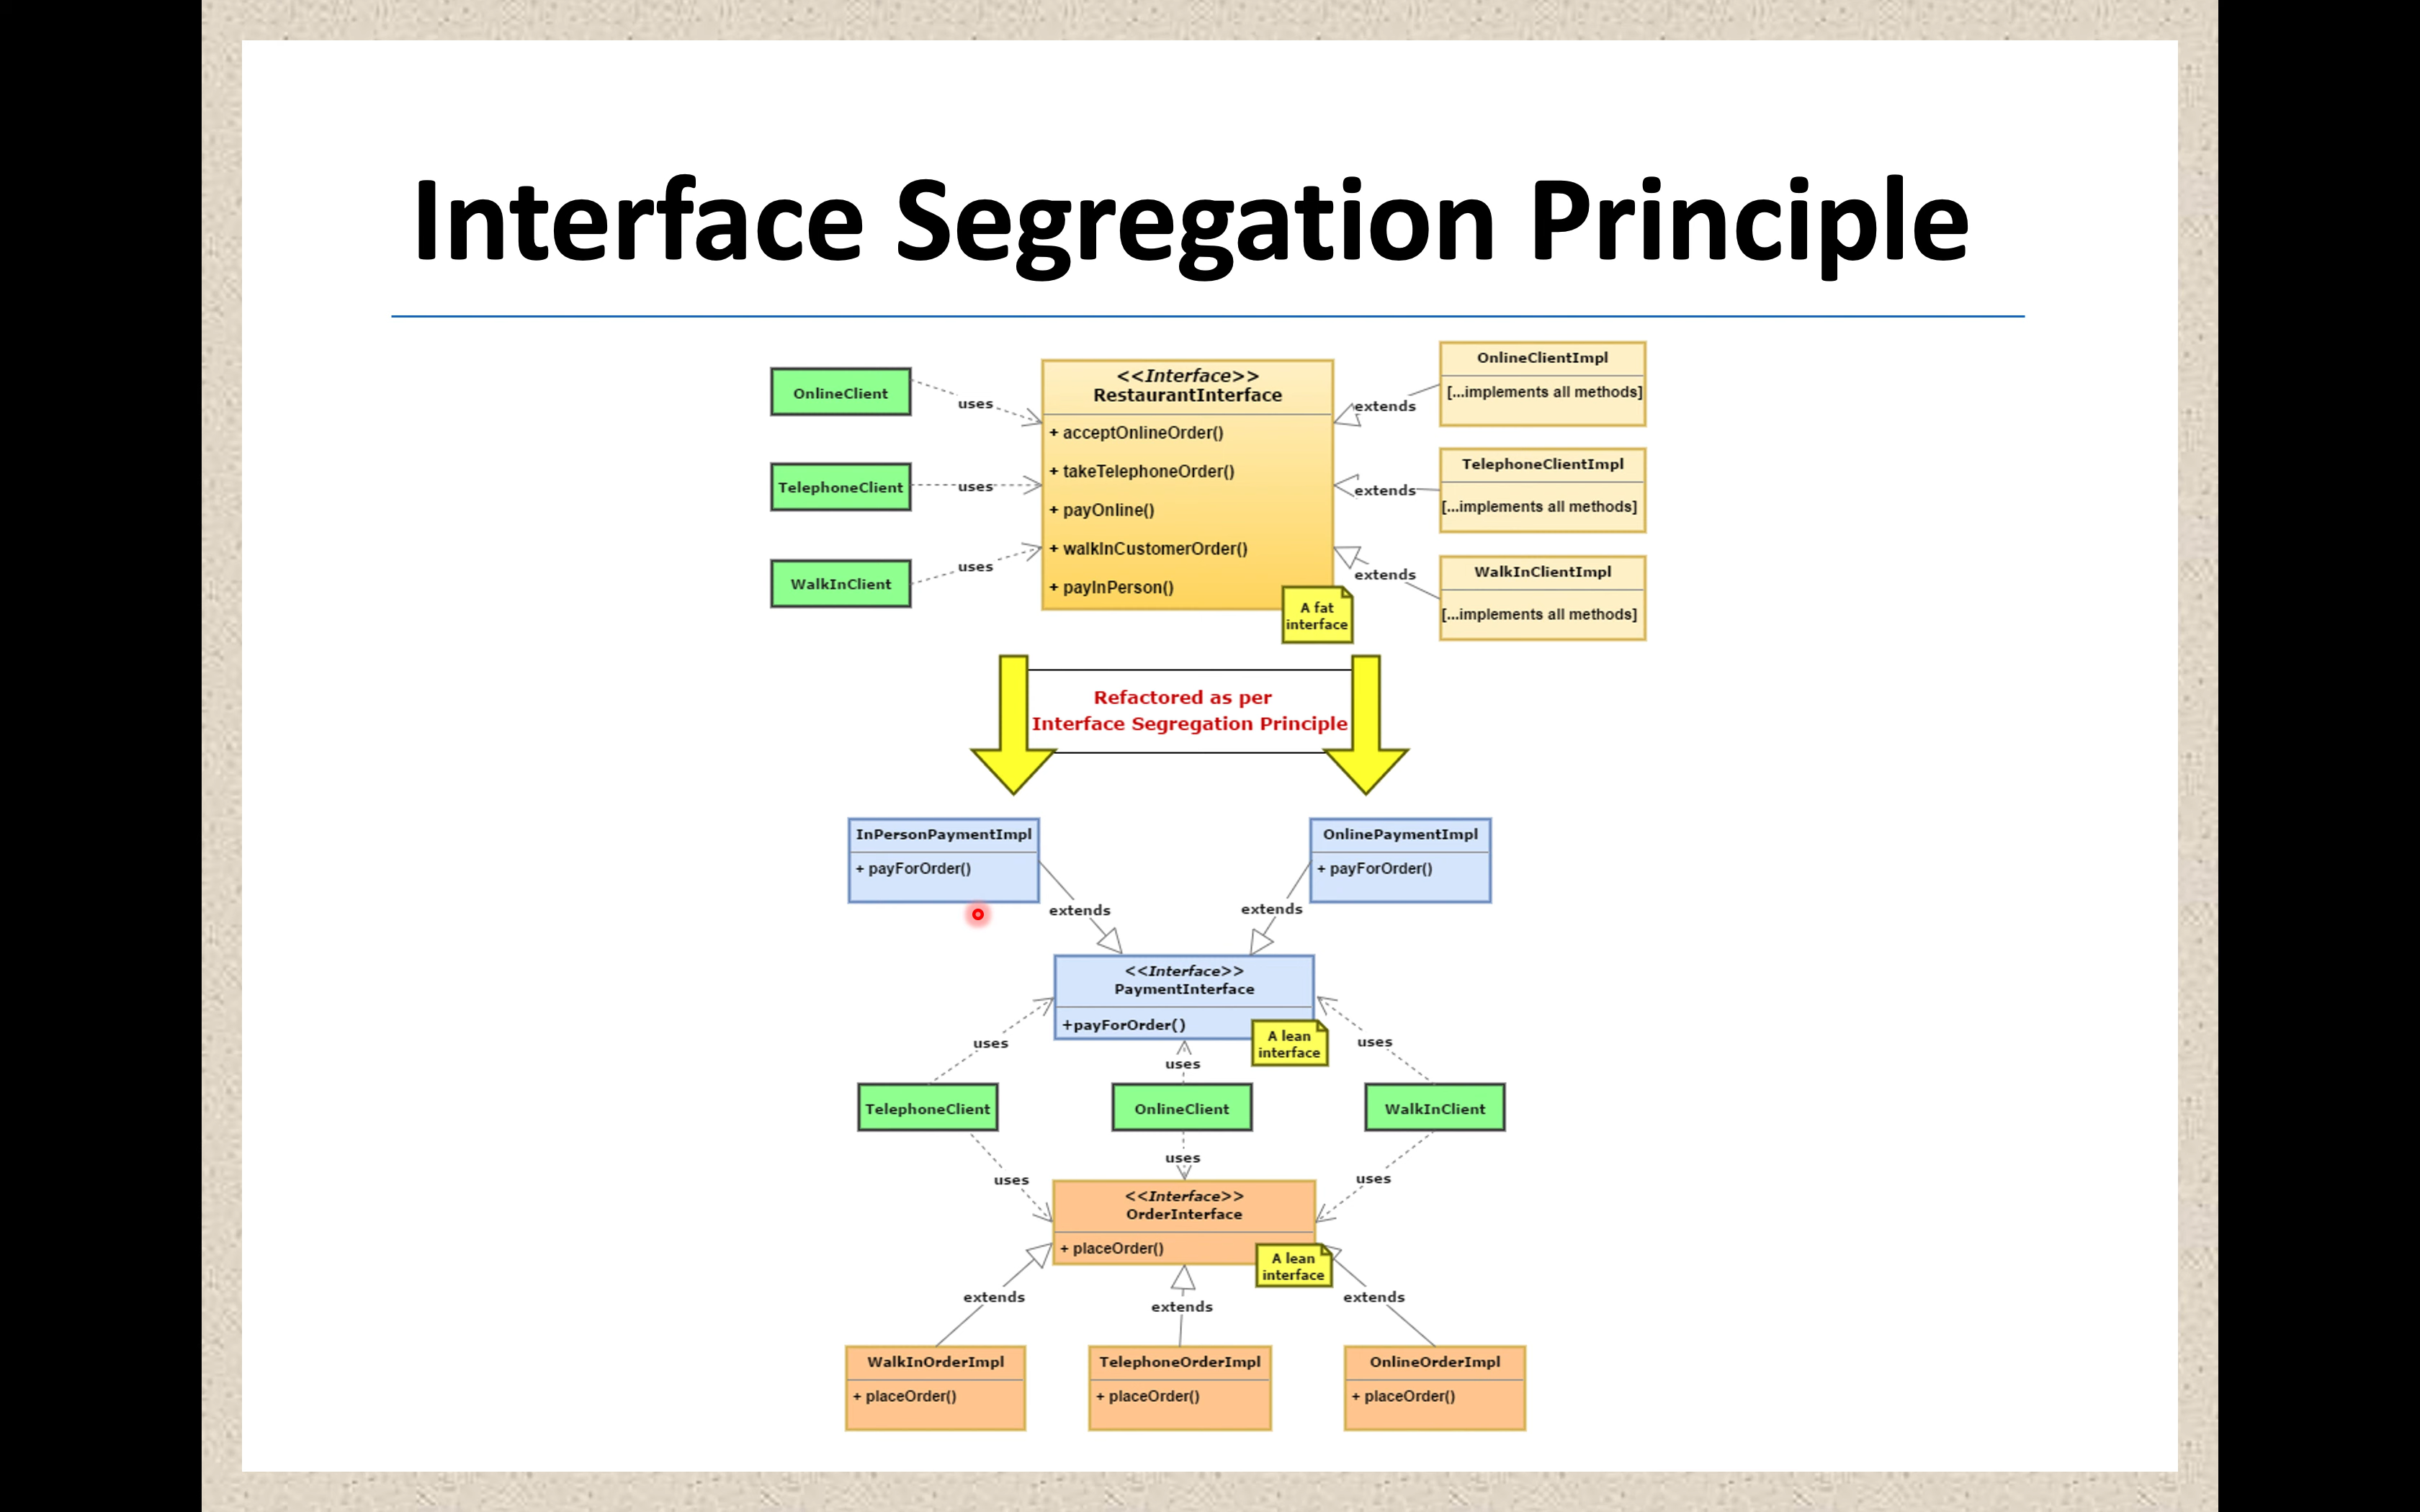 Interface Segregation Principle
OnlineClient
uses
TelephoneClient
uses
WalkInClient
uses
<<Interface>>
RestaurantInterface
+ acceptOnlineOrder()
+ takeTelephoneOrder()
+ payOnline()
+ walkInCustomerOrder()
+ payInPerson()
A fat
interface
extends
OnlineClientImpl
[...implements all methods]
extends
TelephoneClientImpl
[...implements all methods]
extends
WalkInClientImpl
[...implements all methods]
Refactored as per
Interface Segregation Principle
InPersonPaymentImpl
+ payForOrder()
OnlinePaymentImpl
+ payForOrder()
extends
extends
<<Interface>>
PaymentInterface
+payForOrder()
A lean
interface
uses
uses
uses
TelephoneClient
OnlineClient
WalkInClient
uses
uses
uses
<<Interface>>
OrderInterface
+ placeOrder()
A lean
interface
extends
extends
extends
WalkInOrderImpl
+ placeOrder()
TelephoneOrderImpl
+ placeOrder()
OnlineOrderImpl
+ placeOrder()